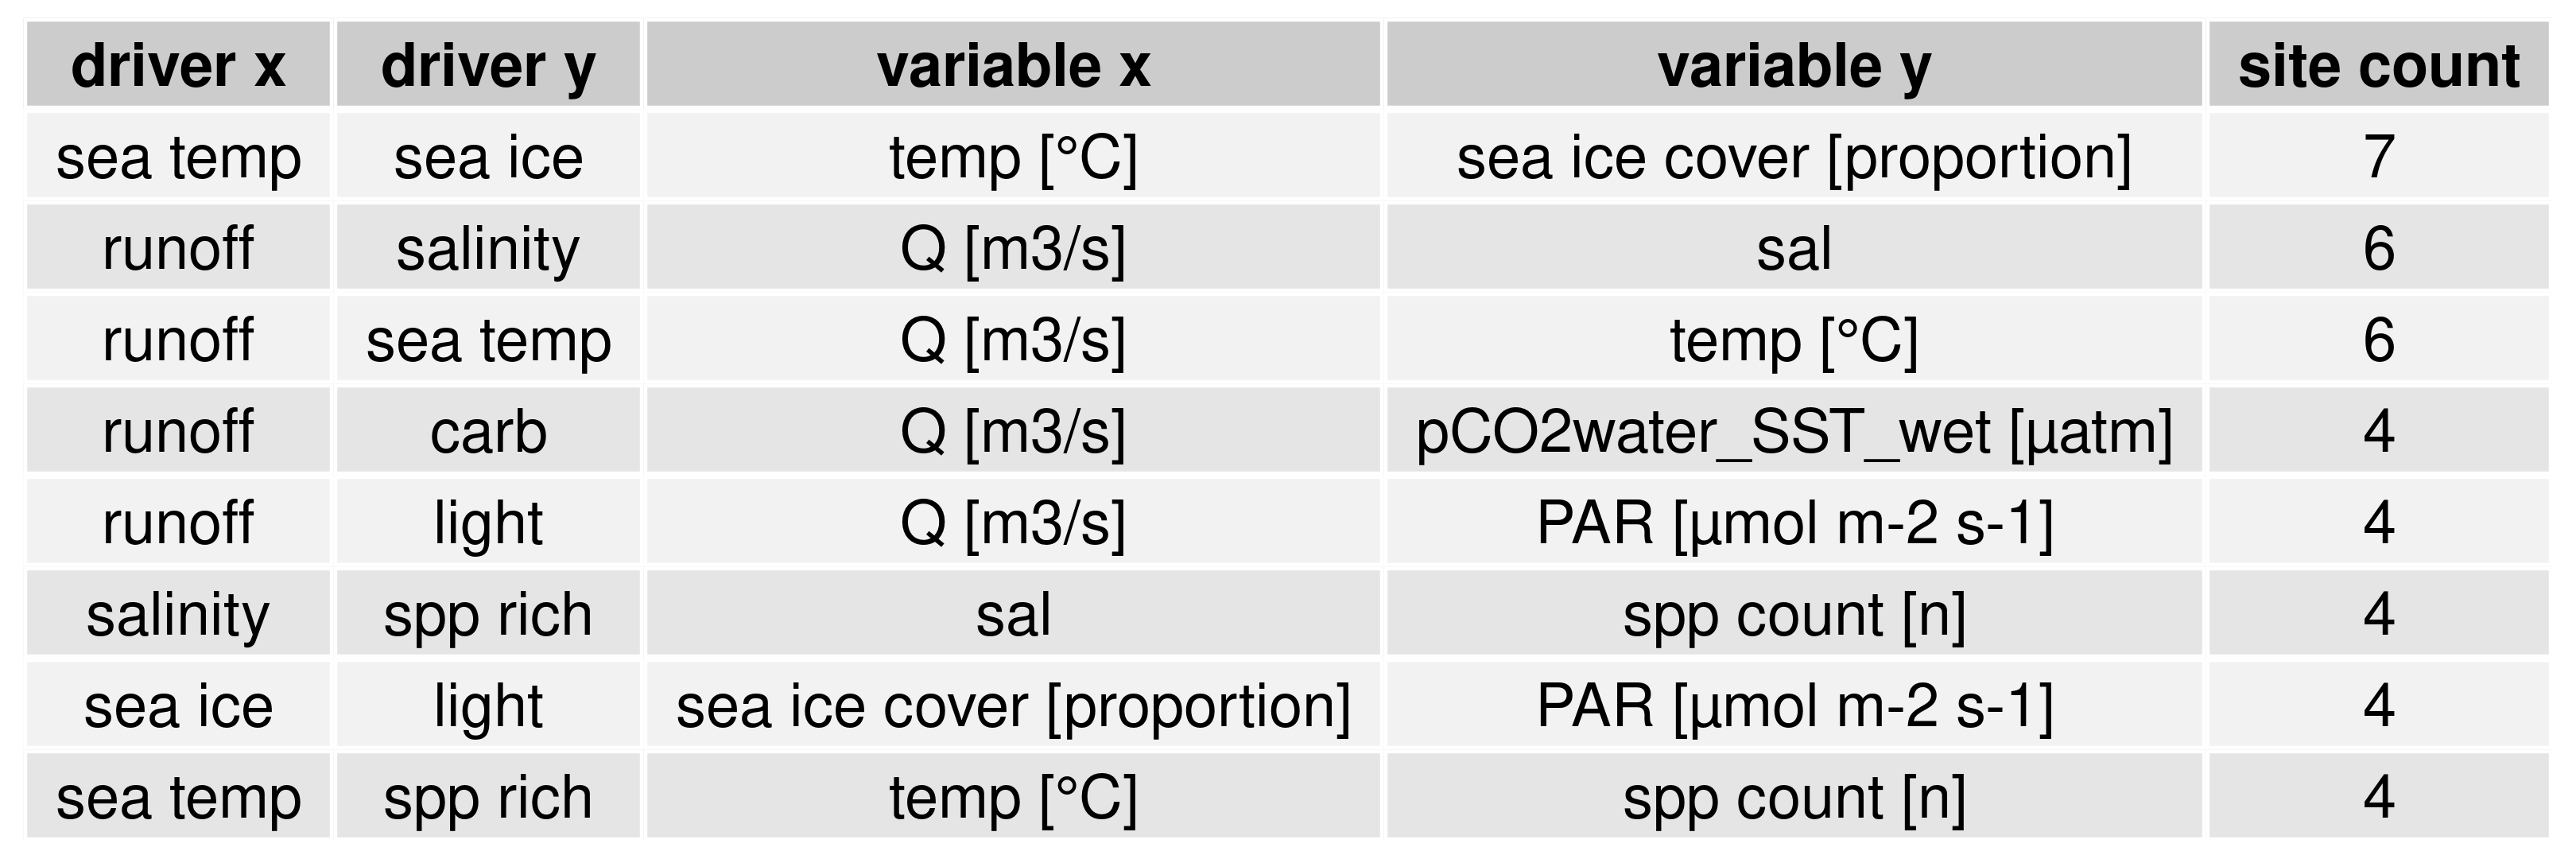 driver x driver y variable x variable y site count
sea temp sea ice temp [°C] sea ice cover [proportion] 7
runoff salinity Q [m3/s] sal 6
runoff sea temp Q [m3/s] temp [°C] 6
runoff carb Q [m3/s] pCO2water_SST_wet [µatm] 4
runoff light Q [m3/s] PAR [µmol m-2 s-1] 4
salinity spp rich sal spp count [n] 4
sea ice light sea ice cover [proportion] PAR [µmol m-2 s-1] 4
sea temp spp rich temp [°C] spp count [n] 4